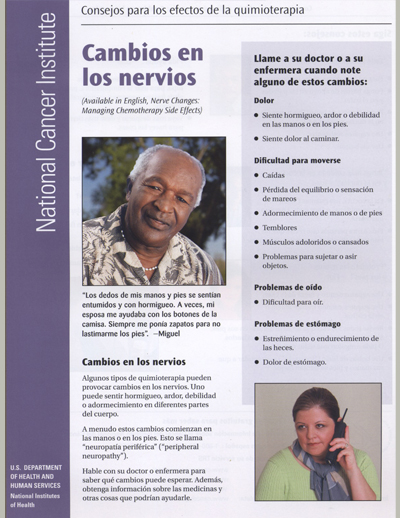 Consejos para los efectos de la quimioterapia
National Cancer Institute
Cambios en
los nervios
(Available in English, Nerve Changes:
Managing Chemotherapy Side Effects)
"Los dedos de mis manos y pies se sentían
entumidos y con hormigueo. A veces, mi
esposa me ayudaba con los botones de la
camisa. Siempre me ponía zapatos para no
lastimarme los pies". –Miguel
Cambios en los nervios
Algunos tipos de quimioterapia pueden
provocar cambios en los nervios. Uno
puede sentir hormigueo, ardor, debilidad
o adormecimiento en diferentes partes
del cuerpo.
A menudo estos cambios comienzan en
las manos o en los pies. Esto se llama
"neuropatía periférica" ("peripheral
neuropathy").
Hable con su doctor o enfermera para
saber qué cambios puede esperar. Además,
obtenga información sobre las medicinas y
otras cosas que podrían ayudarle.
Llame a su doctor o a su
enfermera cuando note
alguno de estos cambios:
Dolor
• Siente hormigueo, ardor o debilidad
en las manos o en los pies.
• Siente dolor al caminar.
Dificultad para moverse
• Caídas
• Pérdida del equilibrio o sensación
de mareos
• Adormecimiento de manos o de pies
• Temblores
• Músculos adoloridos o cansados
• Problemas para sujetar o asir
objetos.
Problemas de oído
• Dificultad para oír.
Problemas de estómago
• Estreñimiento o endurecimiento de
las heces.
• Dolor de estómago.
U.S. DEPARTMENT
OF HEALTH AND
HUMAN SERVICES
National Institutes
of Health